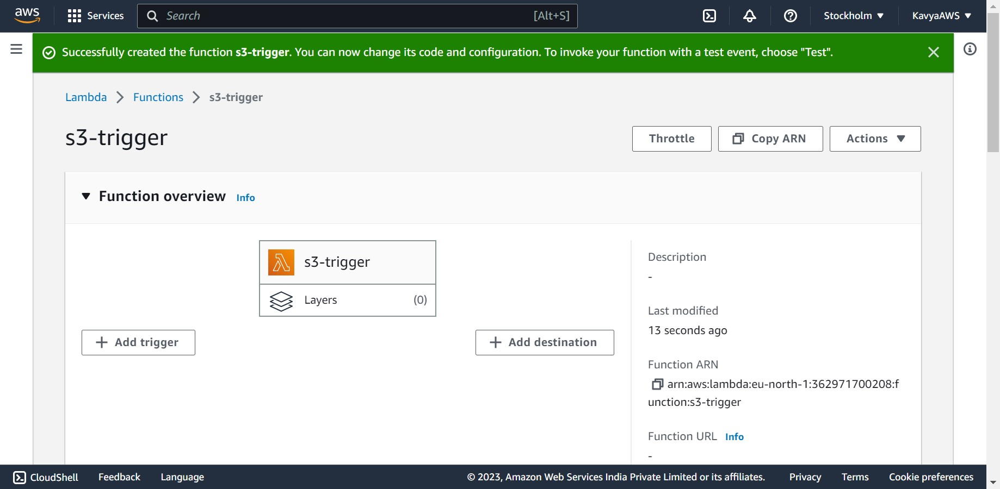 aws
Services
Search
[Alt+S]
Stockholm
KavyaAWS
Successfully created the function s3-trigger. You can now change its code and configuration. To invoke your function with a test event, choose "Test".
Lambda
Functions
s3-trigger
s3-trigger
Throttle
Copy ARN
Actions
Function overview
Info
s3-trigger
Layers
(0)
Add trigger
Add destination
Description
-
Last modified
13 seconds ago
Function ARN
arn:aws:lambda:eu-north-1:362971700208:f
unction:s3-trigger
Function URL Info
-
CloudShell
Feedback
Language
© 2023, Amazon Web Services India Private Limited or its affiliates.
Privacy
Terms
Cookie preferences